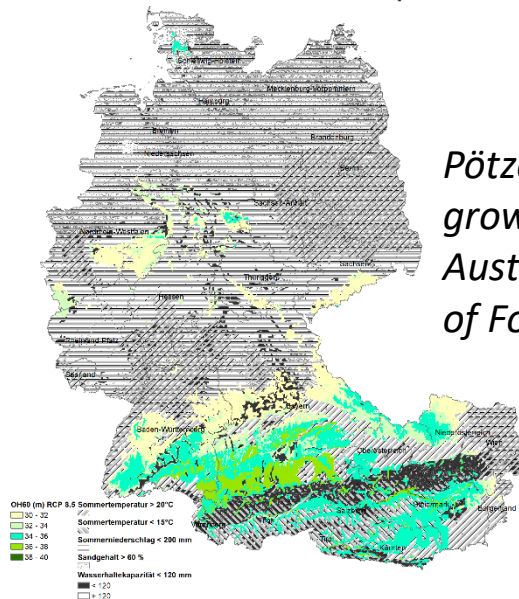 Schleswig-Holstein
Mecklenburg-Vorpommern
Hamburg
Bremen
Brandenburg
Niedersachsen
Berlin
Pötz
grow
Aust
of Fo
Sachsen-Anhalt
Nordrhein-Westfalen
Sachsen
Thüringen
Hessen
Rheinland-Pfalz
Saarland
Bayern
Baden-Württemberg
Niederösterreich
Wien
Oberösterreich
Burgenland
Steiermark
Salzburg
Vorarlberg
Tirol
Kärnten
OH60 (m) RCP 8.5 Sommertemperatur > 20°C
30 - 32
32 - 34 Sommertemperatur < 15°C
34 - 36
36 - 38 Sommerniederschlag < 200 mm
38 - 40
Sandgehalt > 60 %
Wasserhaltekapazität < 120 mm
< 120
> 120